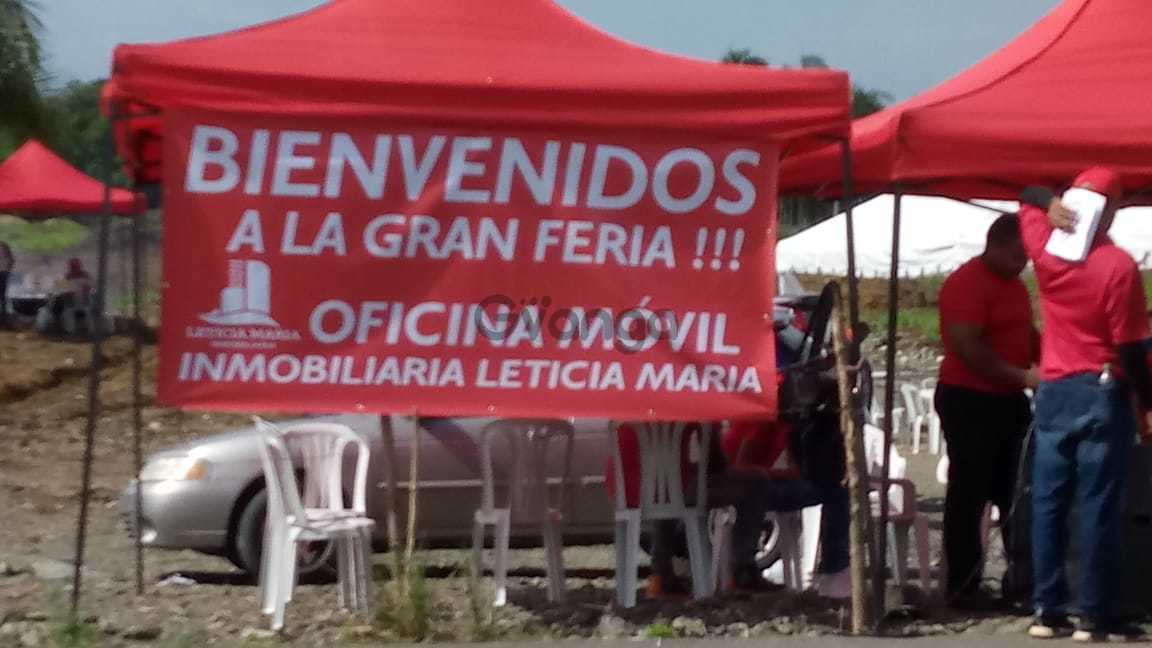 BIENVENIDOS
A LA GRAN FERIA !!!
LETICIA MARIA
OFICINA MÓVIL
INMOBILIARIA LETICIA MARIA